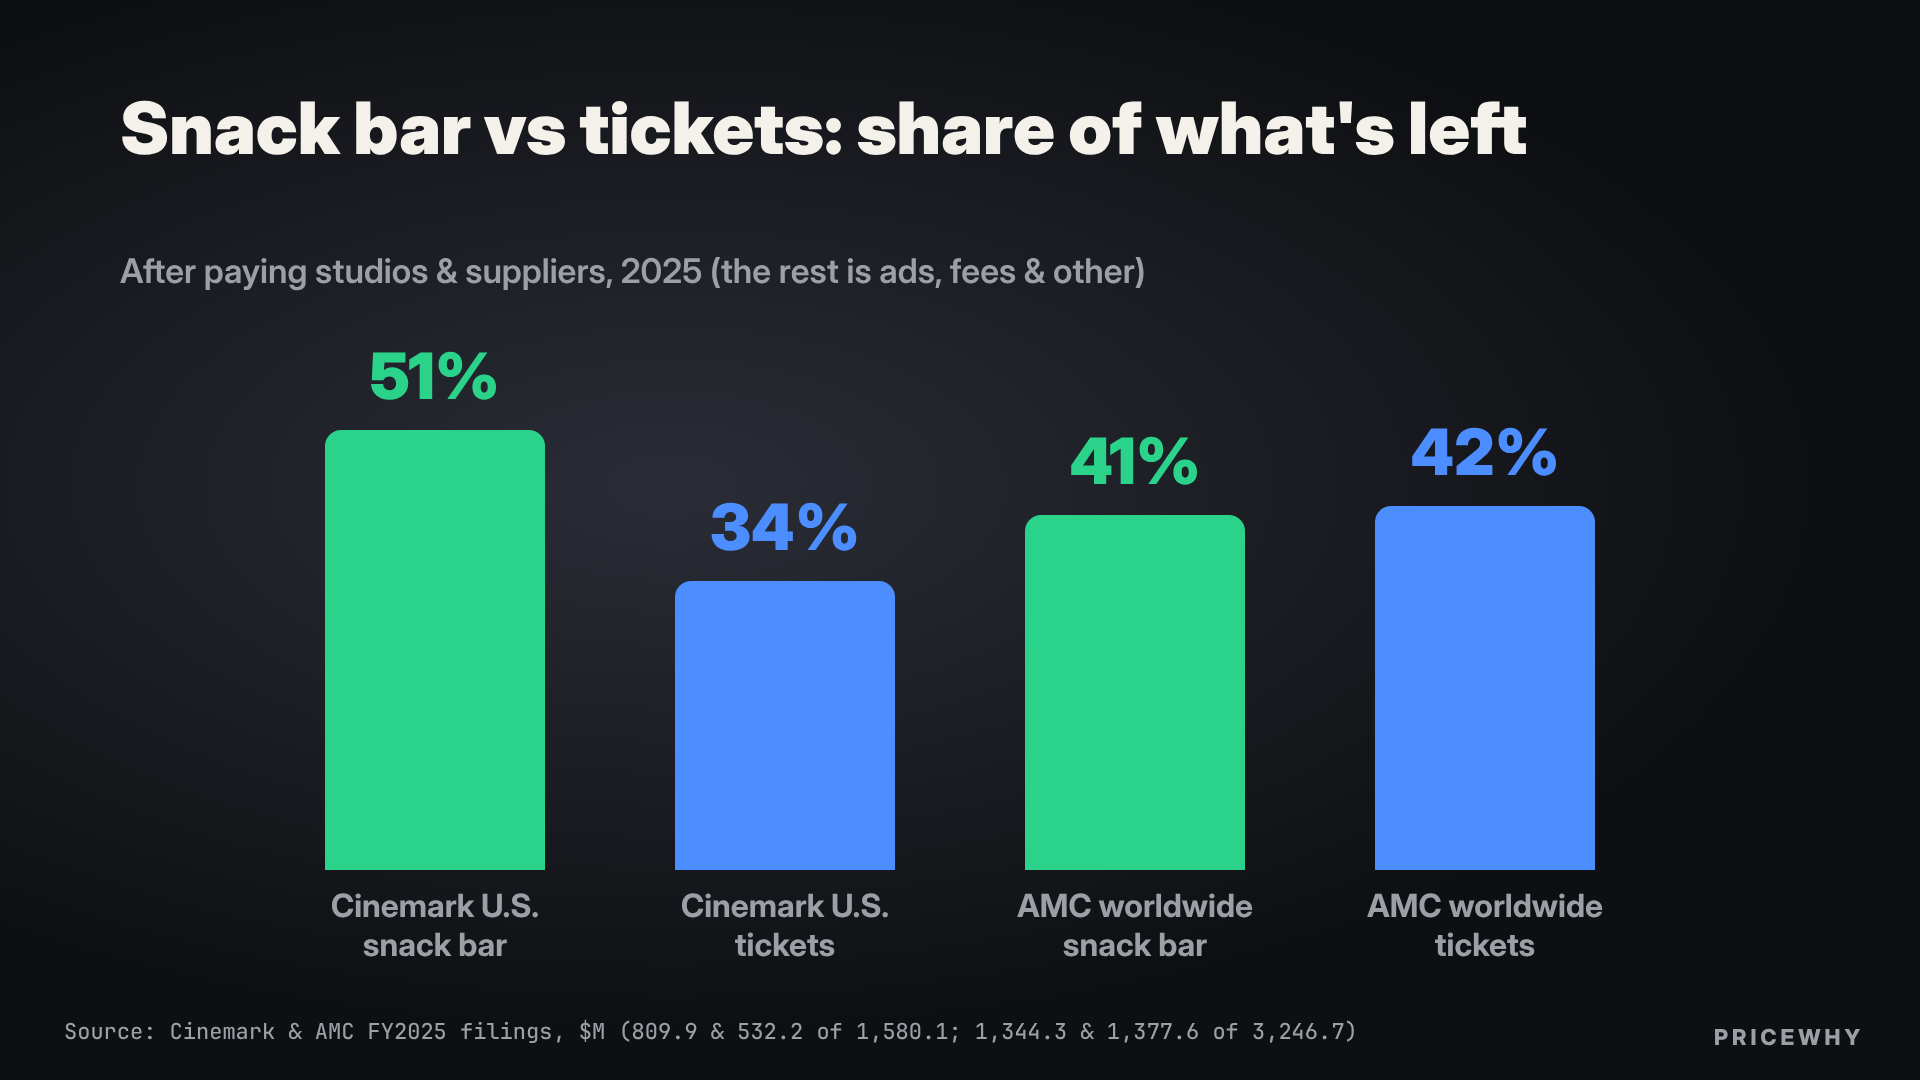 Snack bar vs tickets: share of what's left
After paying studios & suppliers, 2025 (the rest is ads, fees & other)
51%
34%
41%
42%
Cinemark U.S.
snack bar
Cinemark U.S.
tickets
AMC worldwide
snack bar
AMC worldwide
tickets
Source: Cinemark & AMC FY2025 filings, $M (809.9 & 532.2 of 1,580.1; 1,344.3 & 1,377.6 of 3,246.7)
PRICEWHY